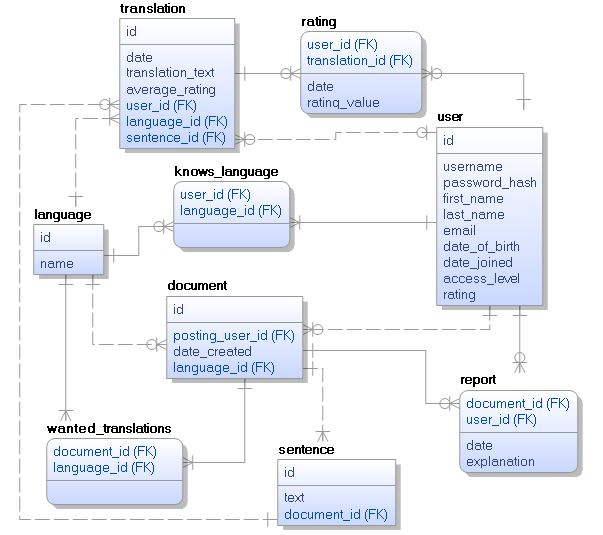 translation
id
date
translation_text
average_rating
user_id (FK)
language_id (FK)
sentence_id (FK)
rating
user_id (FK)
translation_id (FK)
date
rating_value
user
id
username
password_hash
first_name
last_name
email
date_of_birth
date_joined
access_level
rating
knows_language
user_id (FK)
language_id (FK)
language
id
name
document
id
posting_user_id (FK)
date_created
language_id (FK)
report
document_id (FK)
user_id (FK)
date
explanation
wanted_translations
document_id (FK)
language_id (FK)
sentence
id
text
document_id (FK)